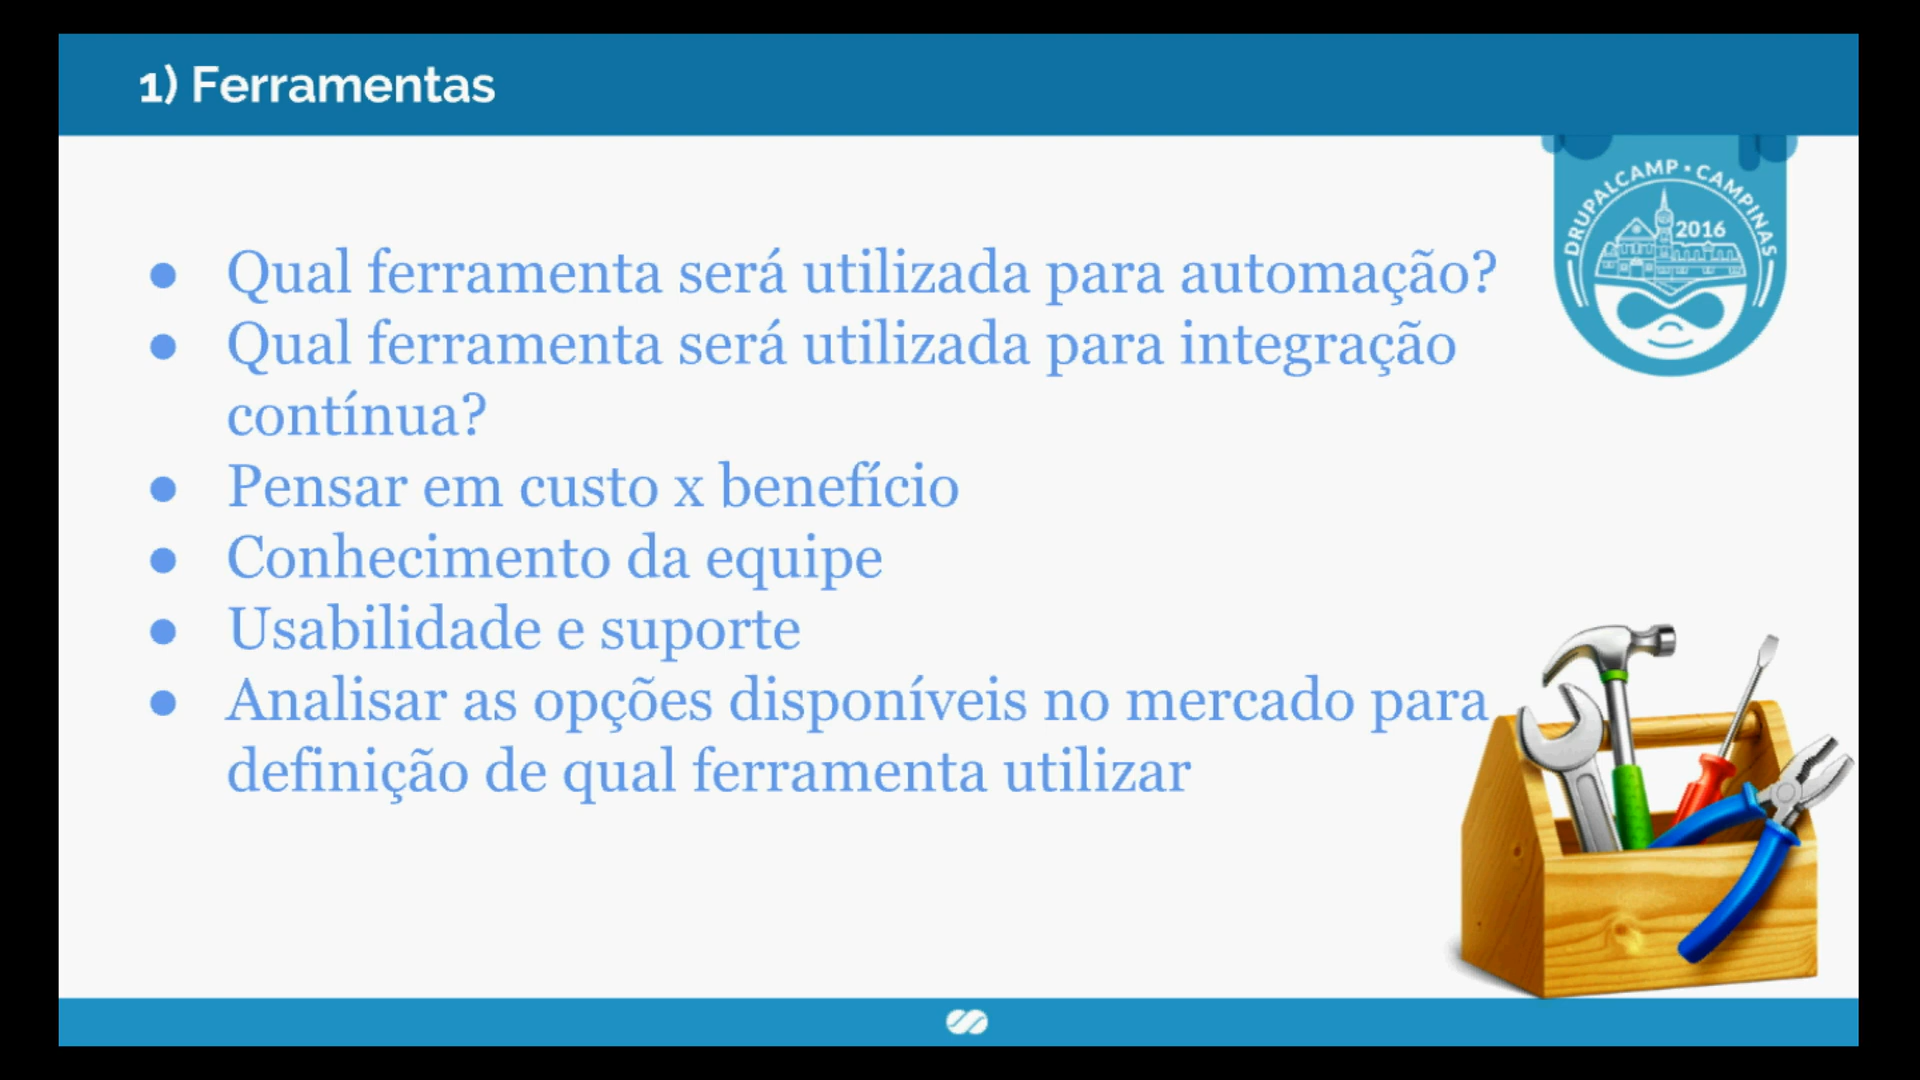 1) Ferramentas
DRUPALCAMP • CAMPINAS
2016
● Qual ferramenta será utilizada para automação?
● Qual ferramenta será utilizada para integração
contínua?
● Pensar em custo x benefício
● Conhecimento da equipe
● Usabilidade e suporte
● Analisar as opções disponíveis no mercado para
definição de qual ferramenta utilizar